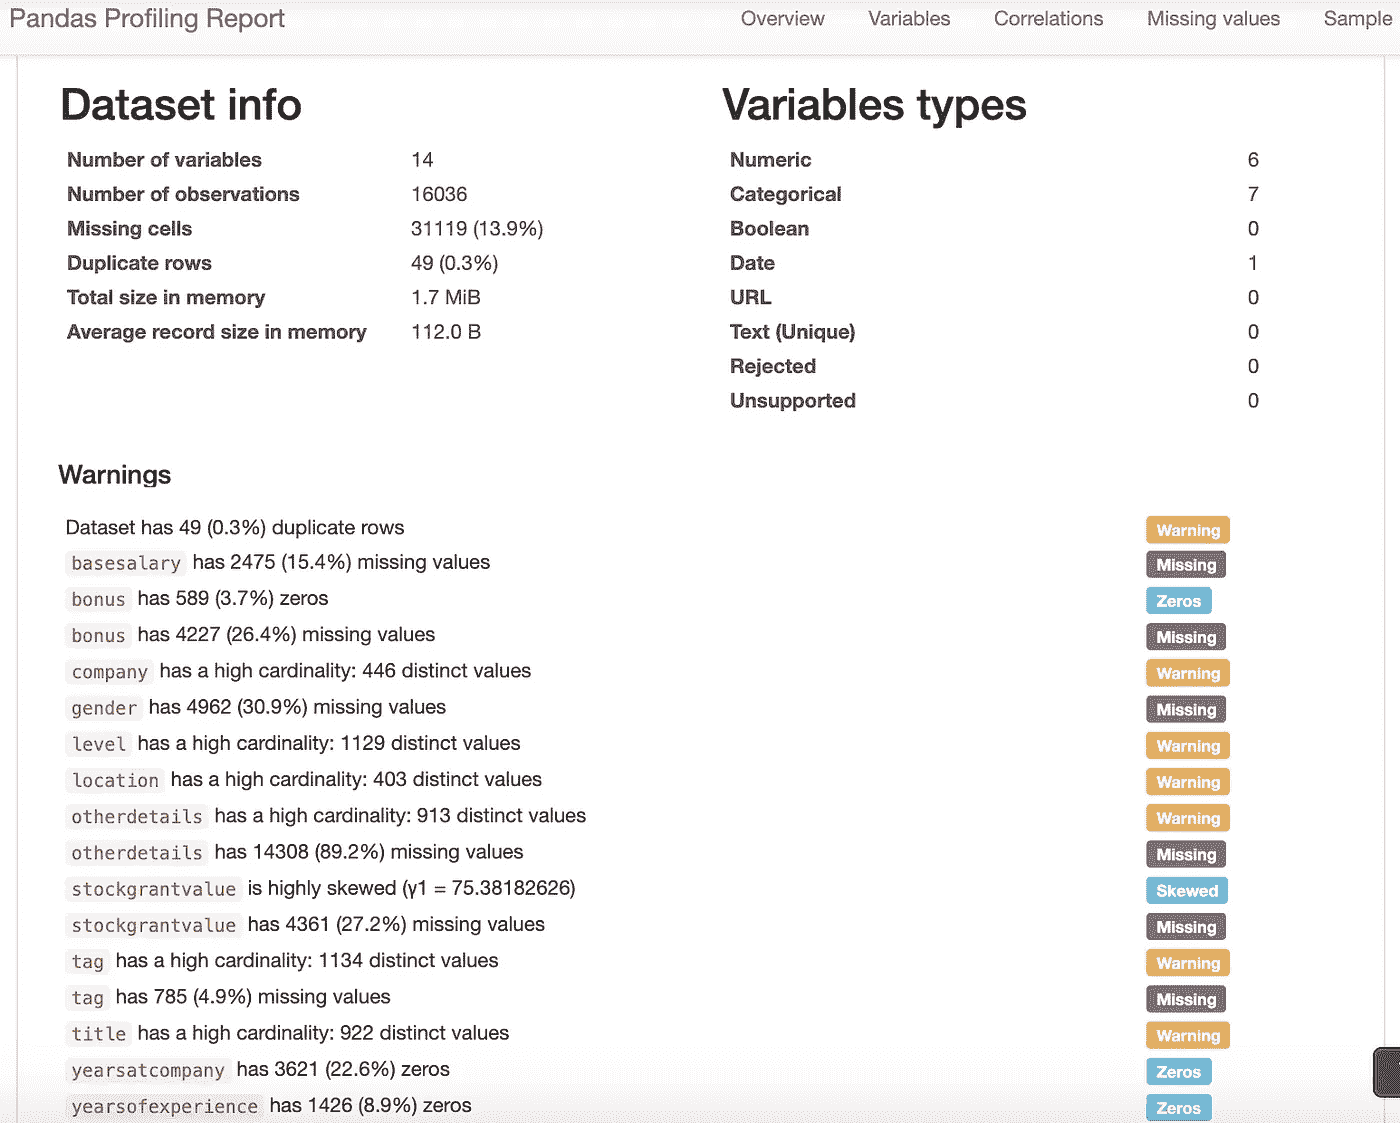 Pandas Profiling Report Overview Variables Correlations Missing values Sample
Dataset info
Number of variables 14
Number of observations 16036
Missing cells 31119 (13.9%)
Duplicate rows 49 (0.3%)
Total size in memory 1.7 MiB
Average record size in memory 112.0 B
Variables types
Numeric 6
Categorical 7
Boolean 0
Date 1
URL 0
Text (Unique) 0
Rejected 0
Unsupported 0
Warnings
Dataset has 49 (0.3%) duplicate rows Warning
basesalary has 2475 (15.4%) missing values Missing
bonus has 589 (3.7%) zeros Zeros
bonus has 4227 (26.4%) missing values Missing
company has a high cardinality: 446 distinct values Warning
gender has 4962 (30.9%) missing values Missing
level has a high cardinality: 1129 distinct values Warning
location has a high cardinality: 403 distinct values Warning
otherdetails has a high cardinality: 913 distinct values Warning
otherdetails has 14308 (89.2%) missing values Missing
stockgrantvalue is highly skewed (γ1 = 75.38182626) Skewed
stockgrantvalue has 4361 (27.2%) missing values Missing
tag has a high cardinality: 1134 distinct values Warning
tag has 785 (4.9%) missing values Missing
title has a high cardinality: 922 distinct values Warning
yearsatcompany has 3621 (22.6%) zeros Zeros
yearsofexperience has 1426 (8.9%) zeros Zeros